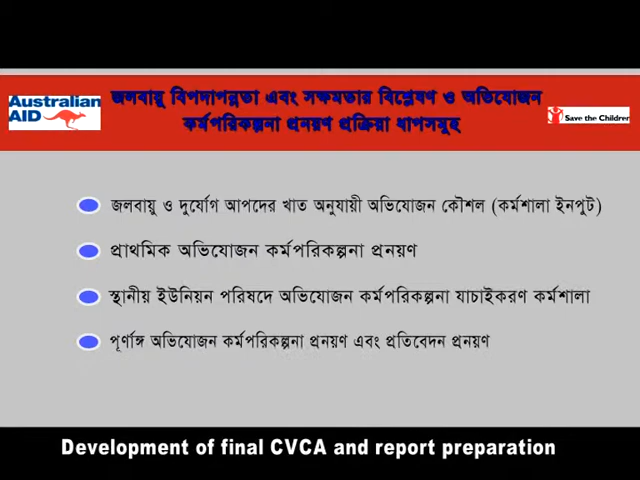 Australian
AID
জলবায়ু বিপদাপন্নতা এবং সক্ষমতার বিশ্লেষণ ও অভিযোজন
কর্মপরিকল্পনা প্রনয়ণ প্রক্রিয়া ধাপসমুহ
Save the Children
জলবায়ু ও দুর্যোগ আপদের খাত অনুযায়ী অভিযোজন কৌশল (কর্মশালা ইনপুট)
প্রাথমিক অভিযোজন কর্মপরিকল্পনা প্রনয়ণ
স্থানীয় ইউনিয়ন পরিষদে অভিযোজন কর্মপরিকল্পনা যাচাইকরণ কর্মশালা
পূর্ণাঙ্গ অভিযোজন কর্মপরিকল্পনা প্রনয়ণ এবং প্রতিবেদন প্রনয়ণ
Development of final CVCA and report preparation